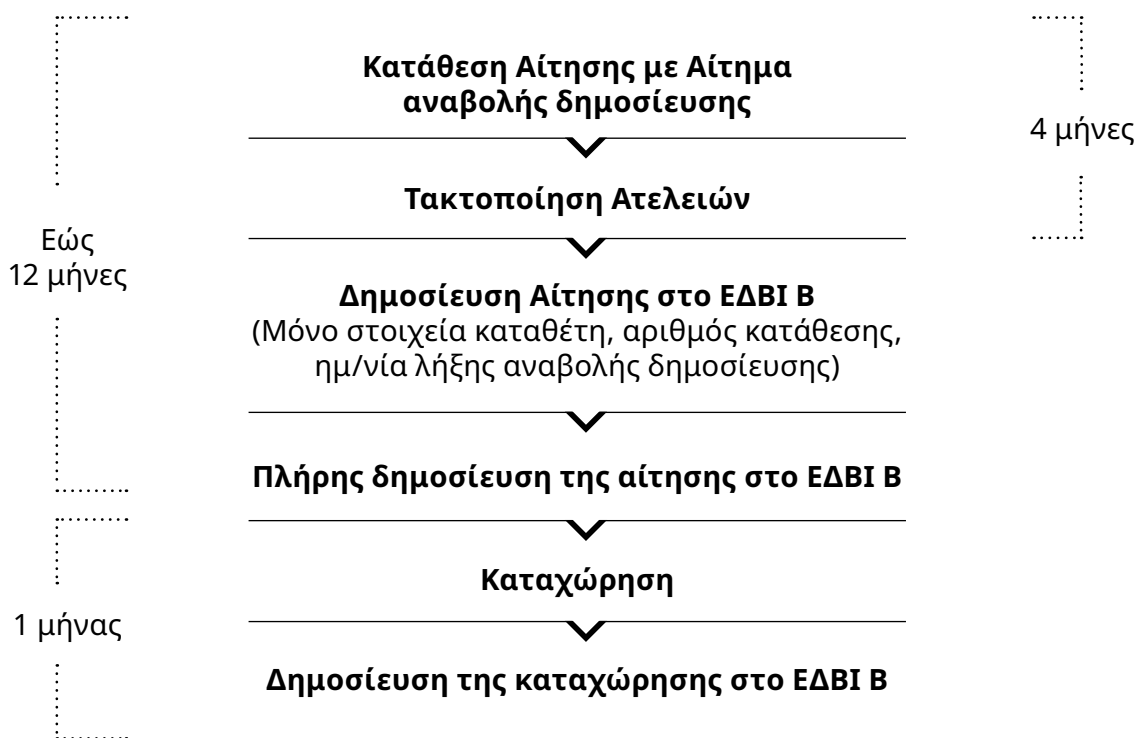 Κατάθεση Αίτησης με Αίτημα
αναβολής δημοσίευσης
4 μήνες
Τακτοποίηση Ατελειών
Εώς
12 μήνες
Δημοσίευση Αίτησης στο ΕΔΒΙ Β
(Μόνο στοιχεία καταθέτη, αριθμός κατάθεσης,
ημ/νία λήξης αναβολής δημοσίευσης)
Πλήρης δημοσίευση της αίτησης στο ΕΔΒΙ Β
Καταχώρηση
1 μήνας
Δημοσίευση της καταχώρησης στο ΕΔΒΙ Β